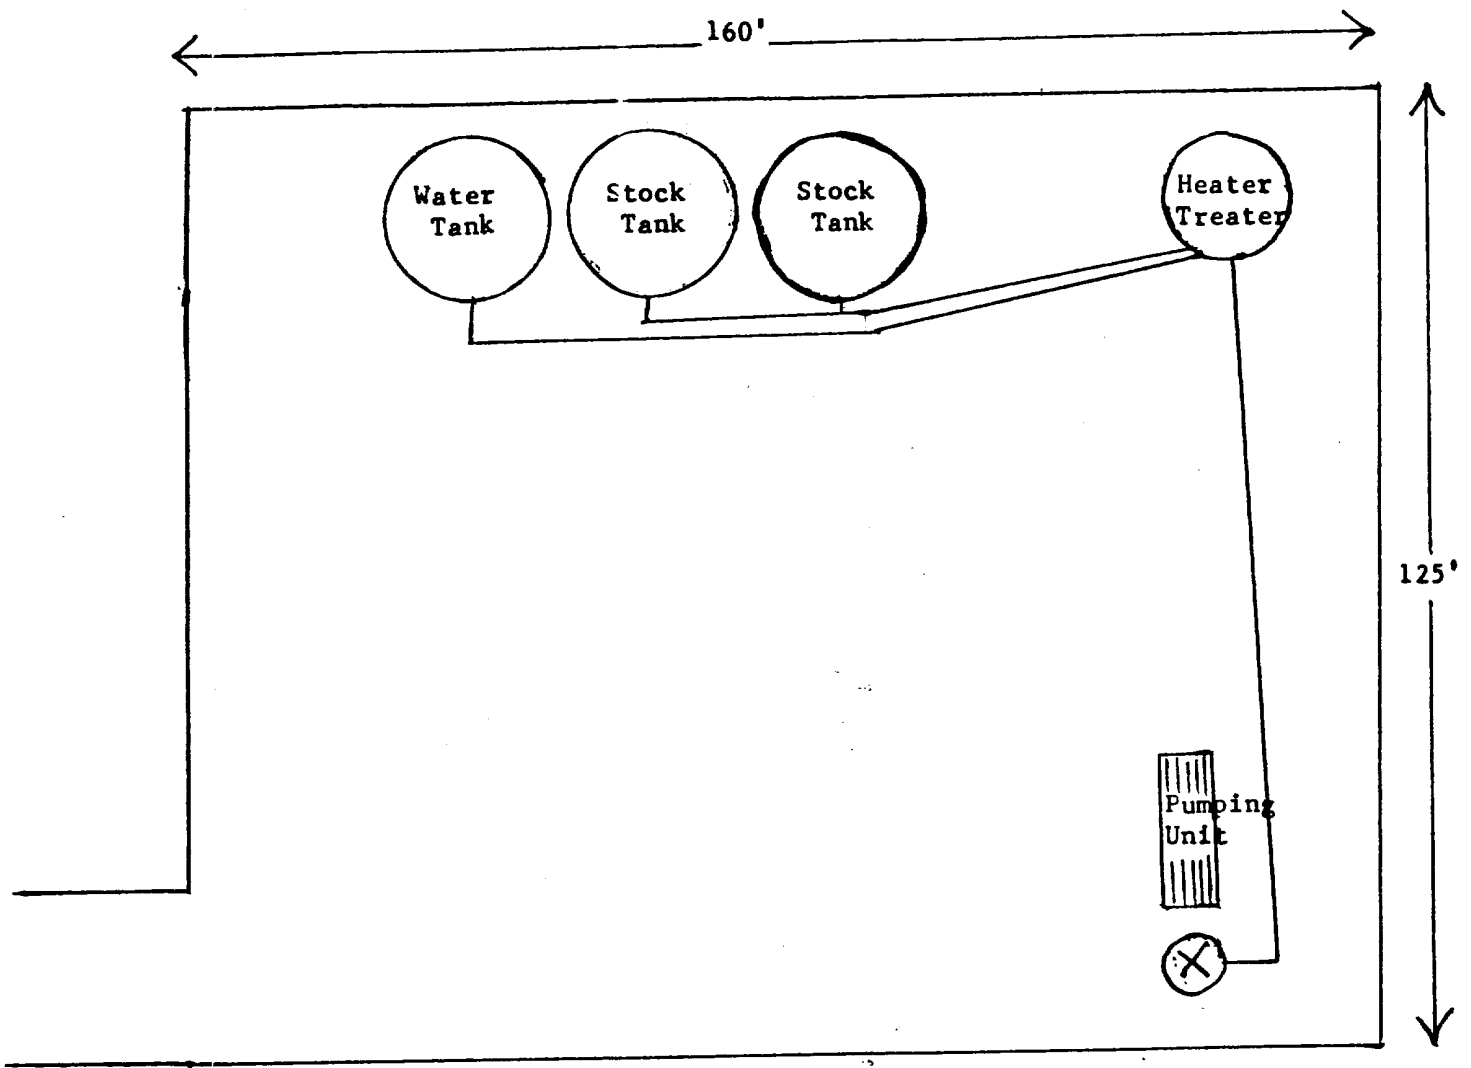 160'
Water
Tank
Stock
Tank
Stock
Tank
Heater
Treater
125'
Pumping
Unit